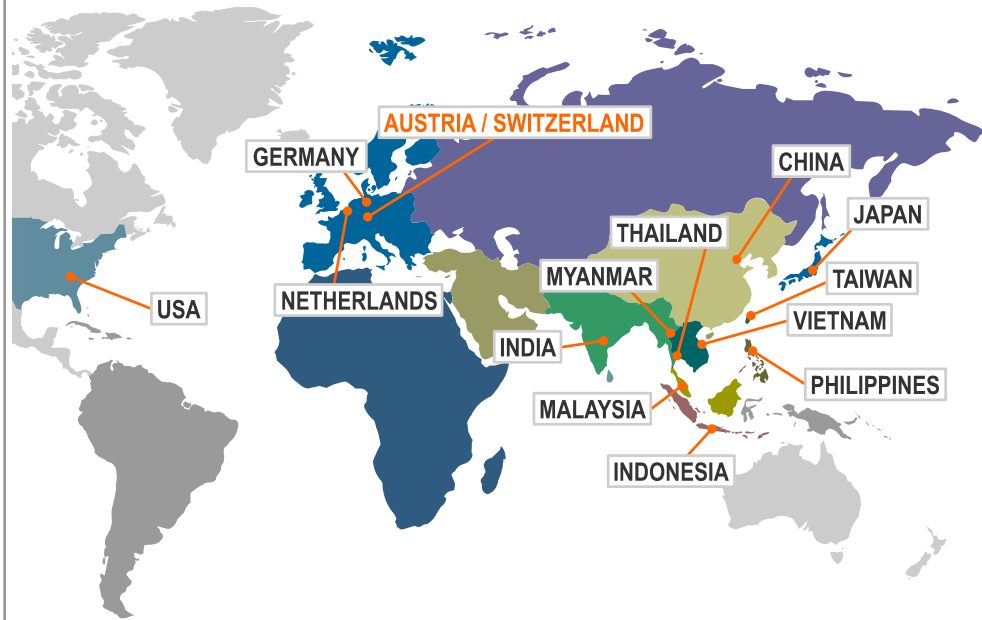 AUSTRIA / SWITZERLAND
GERMANY
CHINA
JAPAN
THAILAND
MYANMAR
TAIWAN
USA
NETHERLANDS
VIETNAM
INDIA
PHILIPPINES
MALAYSIA
INDONESIA